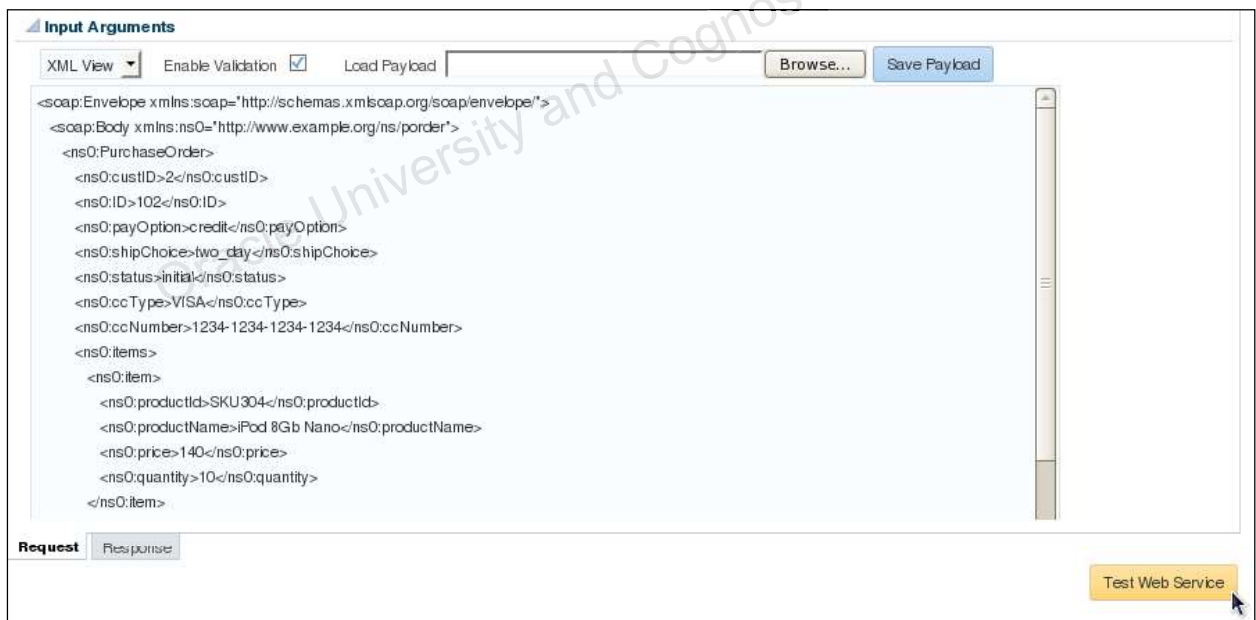 Input Arguments
XML View Enable Validation Load Payload Browse... Save Payload
<soap:Envelope xmlns:soap="http://schemas.xmlsoap.org/soap/envelope/">
<soap:Body xmlns:ns0="http://www.example.org/ns/porder">
<ns0:PurchaseOrder>
<ns0:custID>2</ns0:custID>
<ns0:ID>102</ns0:ID>
<ns0:payOption>credit</ns0:payOption>
<ns0:shipChoice>two_day</ns0:shipChoice>
<ns0:status>initial</ns0:status>
<ns0:ccType>VISA</ns0:ccType>
<ns0:ccNumber>1234-1234-1234-1234</ns0:ccNumber>
<ns0:items>
<ns0:item>
<ns0:productId>SKU304</ns0:productId>
<ns0:productName>iPod 8Gb Nano</ns0:productName>
<ns0:price>140</ns0:price>
<ns0:quantity>10</ns0:quantity>
</ns0:item>
Request Response
Test Web Service
Oracle University and Cognos